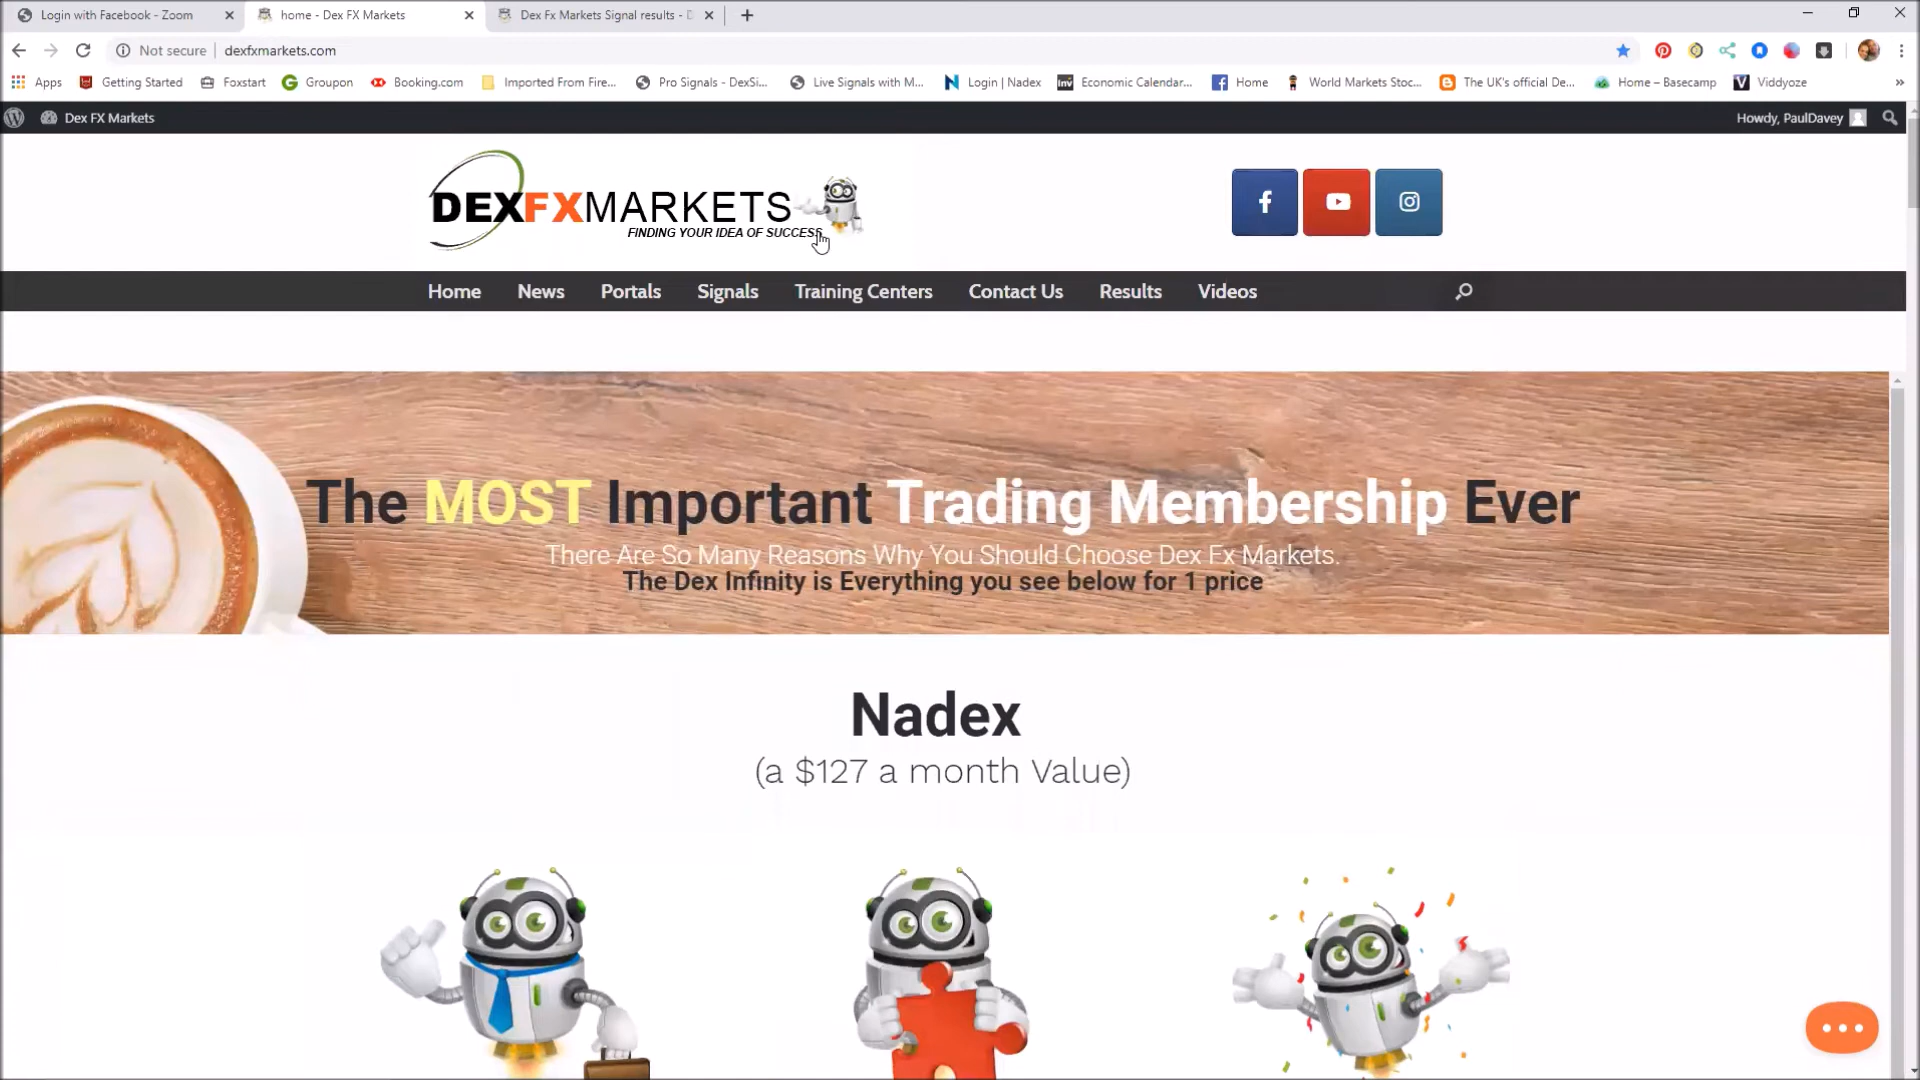 Login with Facebook - Zoom
home - Dex FX Markets
Dex Fx Markets Signal results -
Not secure
dexfxmarkets.com
Apps
Getting Started
Foxstart
Groupon
Booking.com
Imported From Fire...
Pro Signals - DexSi...
Live Signals with M...
Login | Nadex
Economic Calendar...
Home
World Markets Stoc...
The UK's official De...
Home – Basecamp
Viddyoze
Dex FX Markets
Howdy, PaulDavey
DEXFXMARKETS
FINDING YOUR IDEA OF SUCCESS
Home
News
Portals
Signals
Training Centers
Contact Us
Results
Videos
The MOST Important Trading Membership Ever
There Are So Many Reasons Why You Should Choose Dex Fx Markets.
The Dex Infinity is Everything you see below for 1 price
Nadex
(a $127 a month Value)